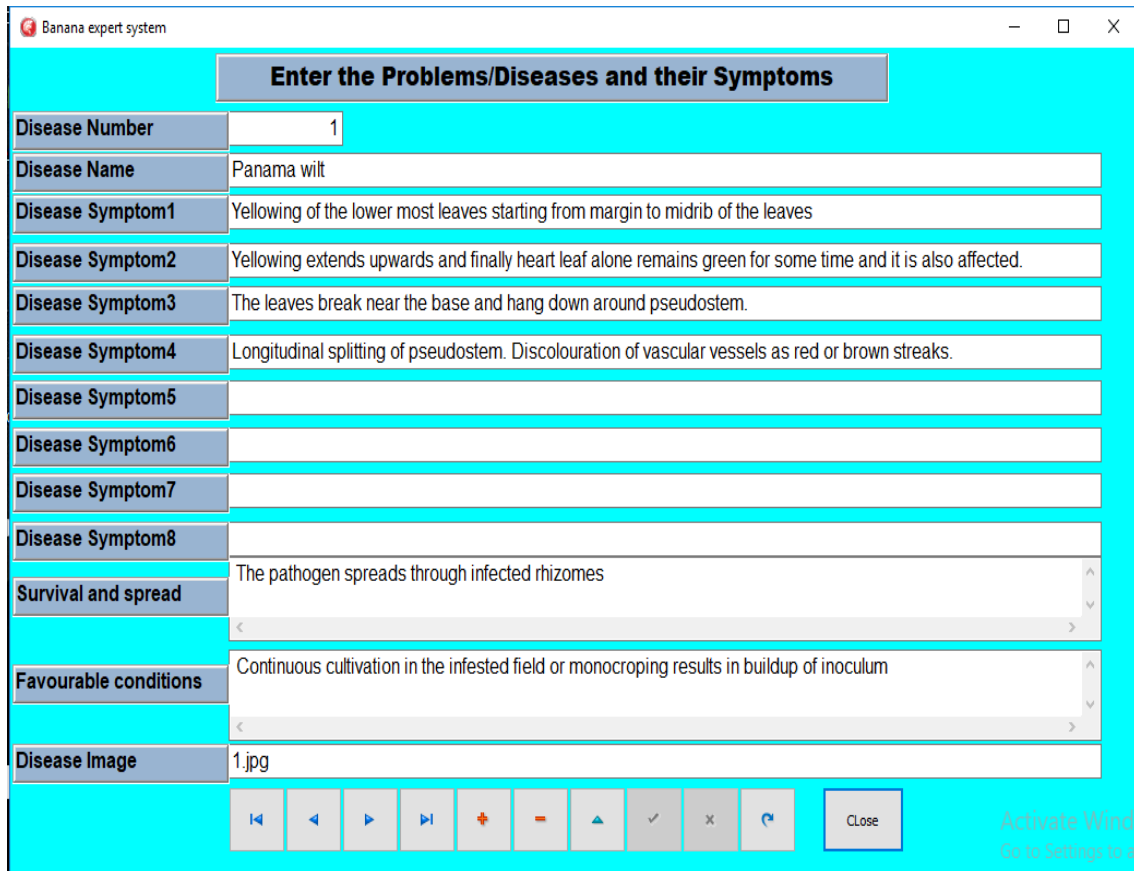 Banana expert system
Enter the Problems/Diseases and their Symptoms
Disease Number 1
Disease Name Panama wilt
Disease Symptom1 Yellowing of the lower most leaves starting from margin to midrib of the leaves
Disease Symptom2 Yellowing extends upwards and finally heart leaf alone remains green for some time and it is also affected.
Disease Symptom3 The leaves break near the base and hang down around pseudostem.
Disease Symptom4 Longitudinal splitting of pseudostem. Discolouration of vascular vessels as red or brown streaks.
Disease Symptom5
Disease Symptom6
Disease Symptom7
Disease Symptom8
Survival and spread The pathogen spreads through infected rhizomes
Favourable conditions Continuous cultivation in the infested field or monocroping results in buildup of inoculum
Disease Image 1.jpg
CLose
Activate Wind
Go to Settings to a